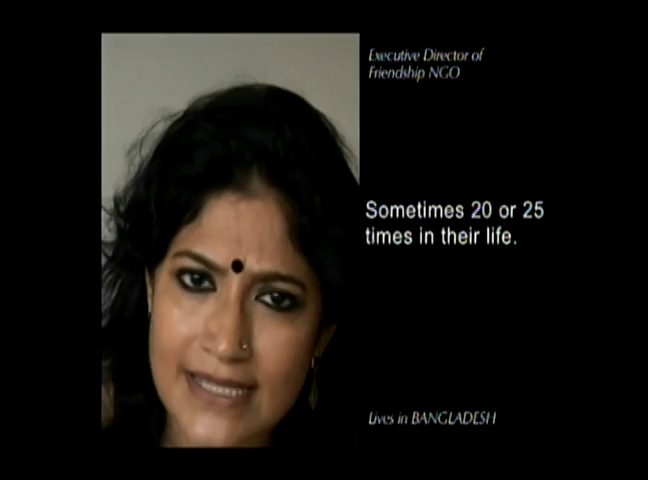 Executive Director of
Friendship NGO
Sometimes 20 or 25
times in their life.
Lives in BANGLADESH